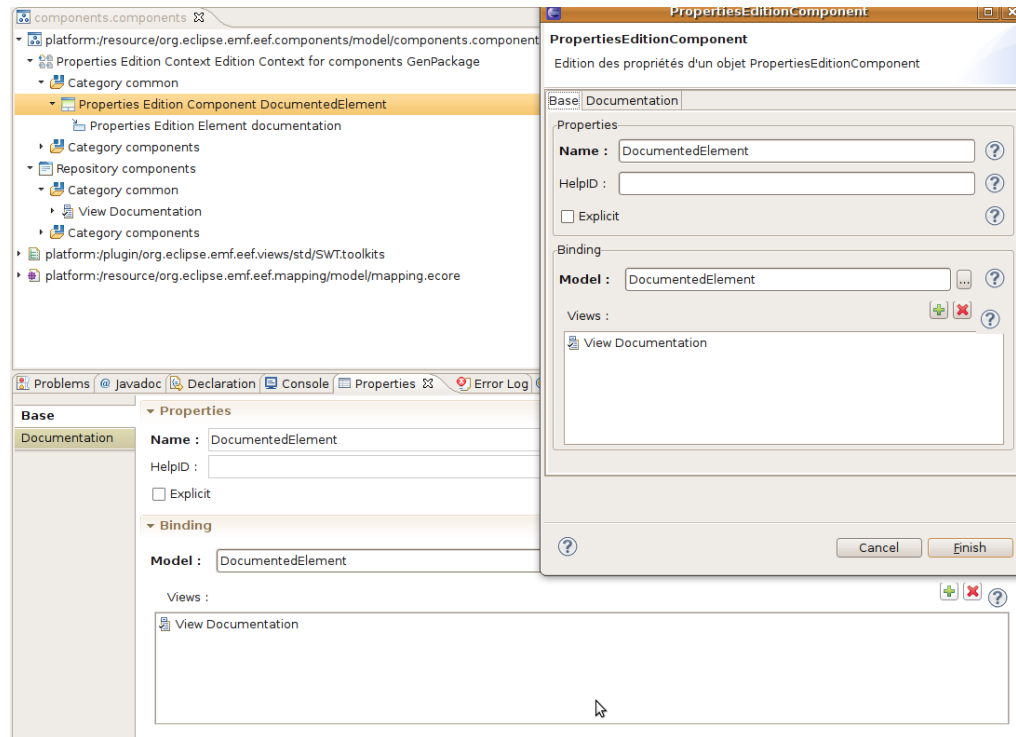 components.components
platform:/resource/org.eclipse.emf.eef.components/model/components.component
Properties Edition Context Edition Context for components GenPackage
Category common
Properties Edition Component DocumentedElement
Properties Edition Element documentation
Category components
Repository components
Category common
View Documentation
Category components
platform:/plugin/org.eclipse.emf.eef.views/std/SWT.toolkits
platform:/resource/org.eclipse.emf.eef.mapping/model/mapping.ecore
PropertiesEditionComponent
PropertiesEditionComponent
Edition des propriétés d'un objet PropertiesEditionComponent
Base Documentation
Properties
Name : DocumentedElement
HelpID :
Explicit
Binding
Model : DocumentedElement ...
Views :
View Documentation
Cancel Finish
Problems @ Javadoc Declaration Console Properties Error Log
Base
Documentation
Properties
Name : DocumentedElement
HelpID :
Explicit
Binding
Model : DocumentedElement
Views :
View Documentation